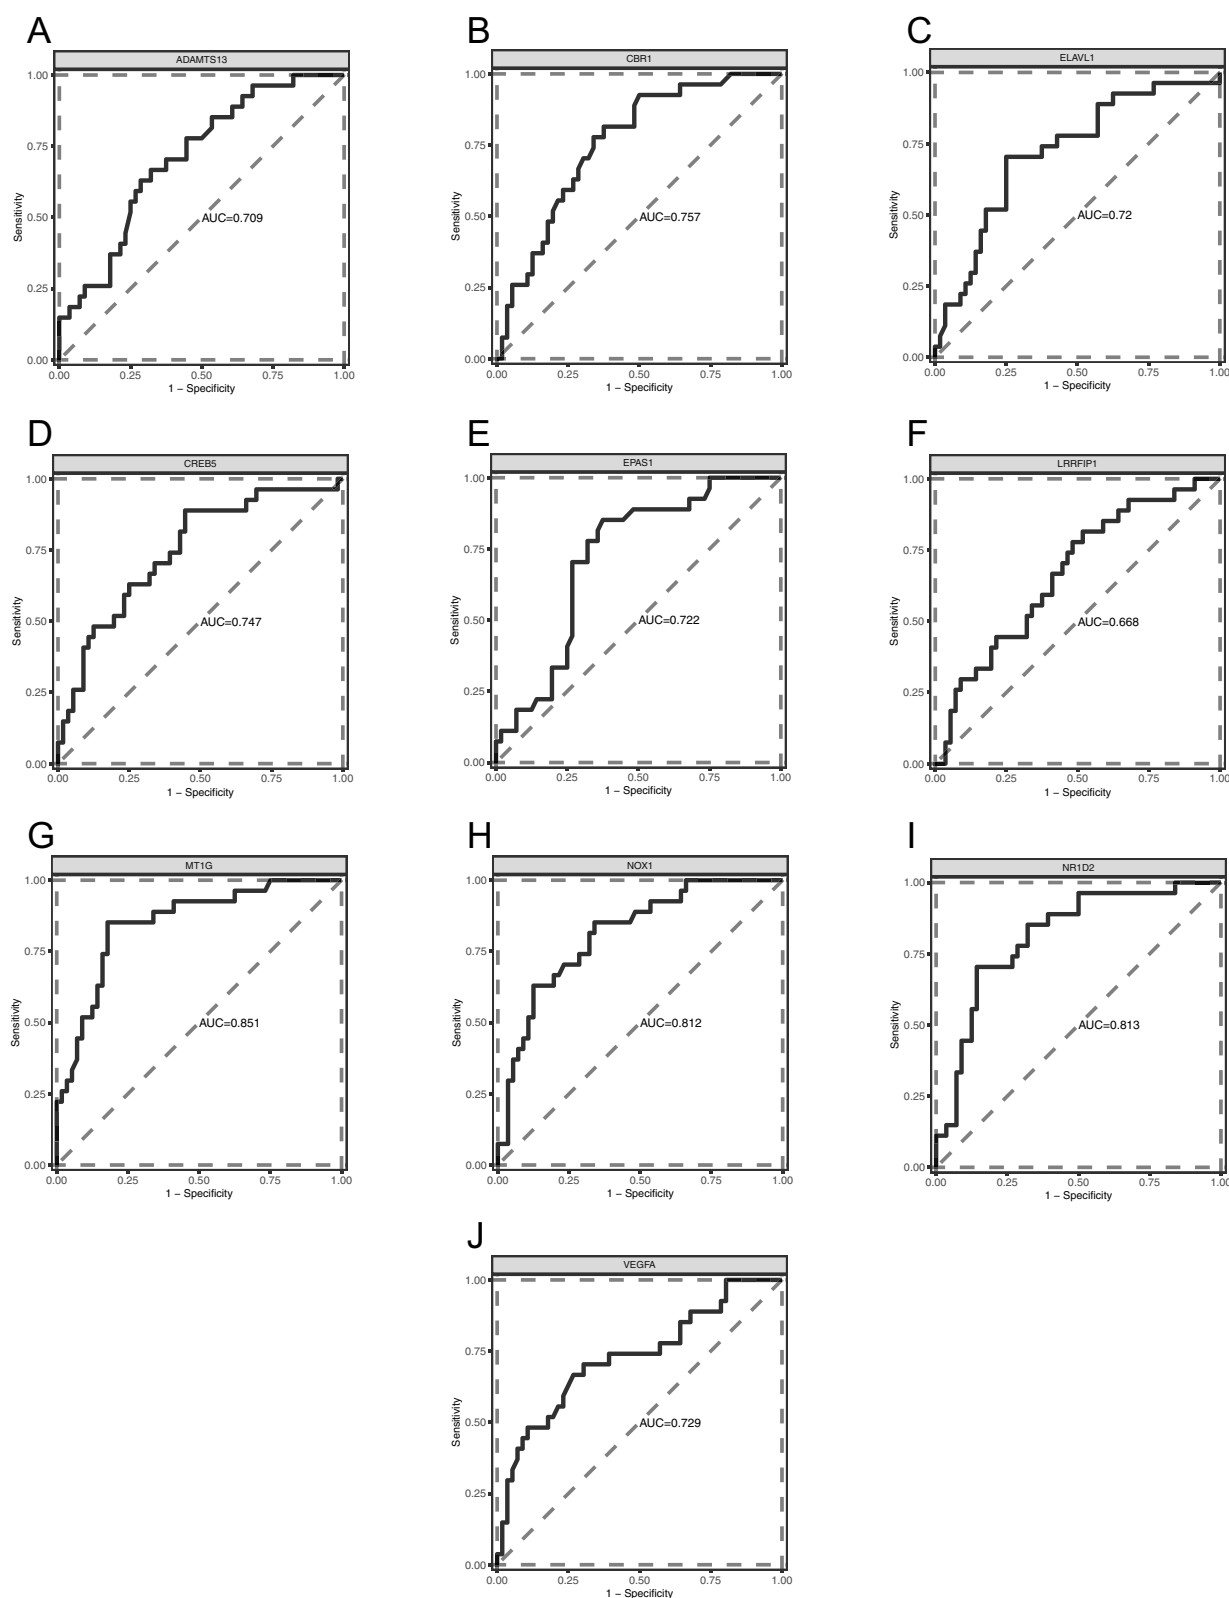 A
ADAMTS13
1.00
0.75
0.50
0.25
0.00
Sensitivity
AUC=0.709
0.00 0.25 0.50 0.75 1.00
1 − Specificity
B
CBR1
1.00
0.75
0.50
0.25
0.00
Sensitivity
AUC=0.757
0.00 0.25 0.50 0.75 1.00
1 − Specificity
C
ELAVL1
1.00
0.75
0.50
0.25
0.00
Sensitivity
AUC=0.72
0.00 0.25 0.50 0.75 1.00
1 − Specificity
D
CREB5
1.00
0.75
0.50
0.25
0.00
Sensitivity
AUC=0.747
0.00 0.25 0.50 0.75 1.00
1 − Specificity
E
EPAS1
1.00
0.75
0.50
0.25
0.00
Sensitivity
AUC=0.722
0.00 0.25 0.50 0.75 1.00
1 − Specificity
F
LRRFIP1
1.00
0.75
0.50
0.25
0.00
Sensitivity
AUC=0.668
0.00 0.25 0.50 0.75 1.00
1 − Specificity
G
MT1G
1.00
0.75
0.50
0.25
0.00
Sensitivity
AUC=0.851
0.00 0.25 0.50 0.75 1.00
1 − Specificity
H
NOX1
1.00
0.75
0.50
0.25
0.00
Sensitivity
AUC=0.812
0.00 0.25 0.50 0.75 1.00
1 − Specificity
I
NR1D2
1.00
0.75
0.50
0.25
0.00
Sensitivity
AUC=0.813
0.00 0.25 0.50 0.75 1.00
1 − Specificity
J
VEGFA
1.00
0.75
0.50
0.25
0.00
Sensitivity
AUC=0.729
0.00 0.25 0.50 0.75 1.00
1 − Specificity